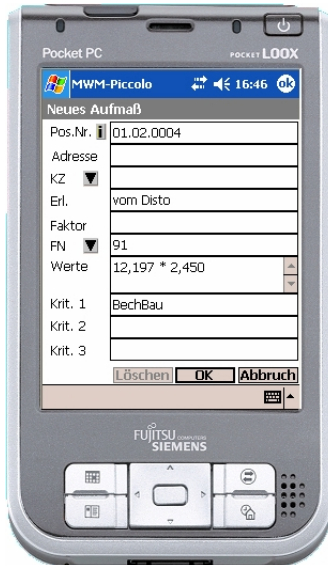 Pocket PC
POCKET LOOX
MWM-Piccolo 16:46 ok
Neues Aufmaß
Pos.Nr. i 01.02.0004
Adresse
KZ
Erl. vom Disto
Faktor
FN 91
Werte 12,197 * 2,450
Krit. 1 BechBau
Krit. 2
Krit. 3
Löschen OK Abbruch
FUJITSU COMPUTERS
SIEMENS